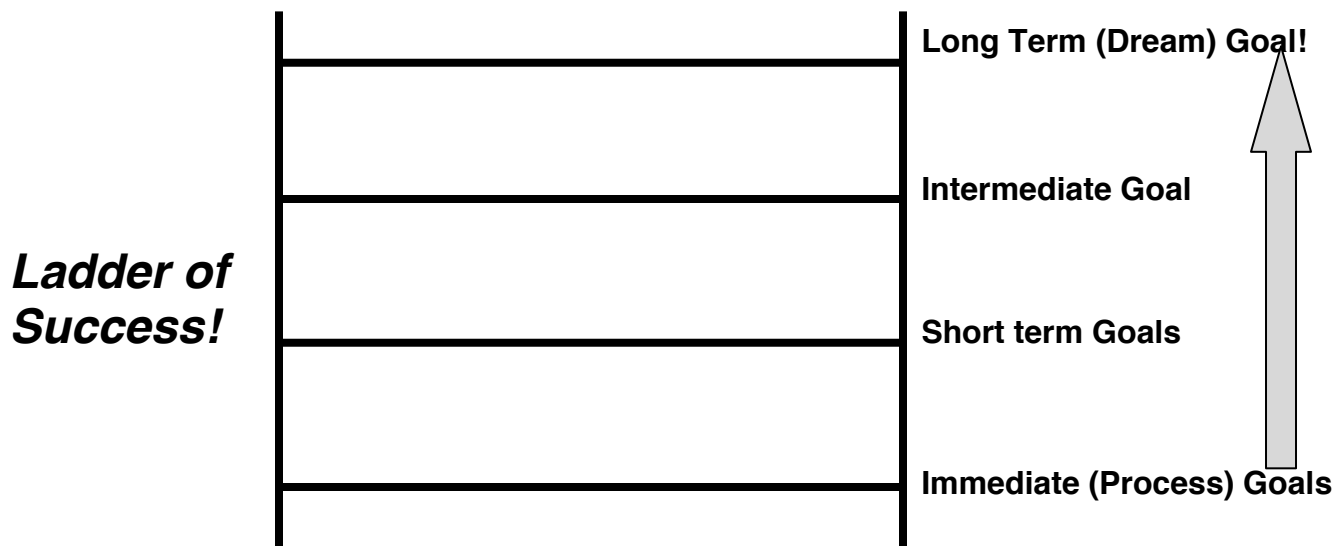 Long Term (Dream) Goal!
Intermediate Goal
Ladder of
Success!
Short term Goals
Immediate (Process) Goals